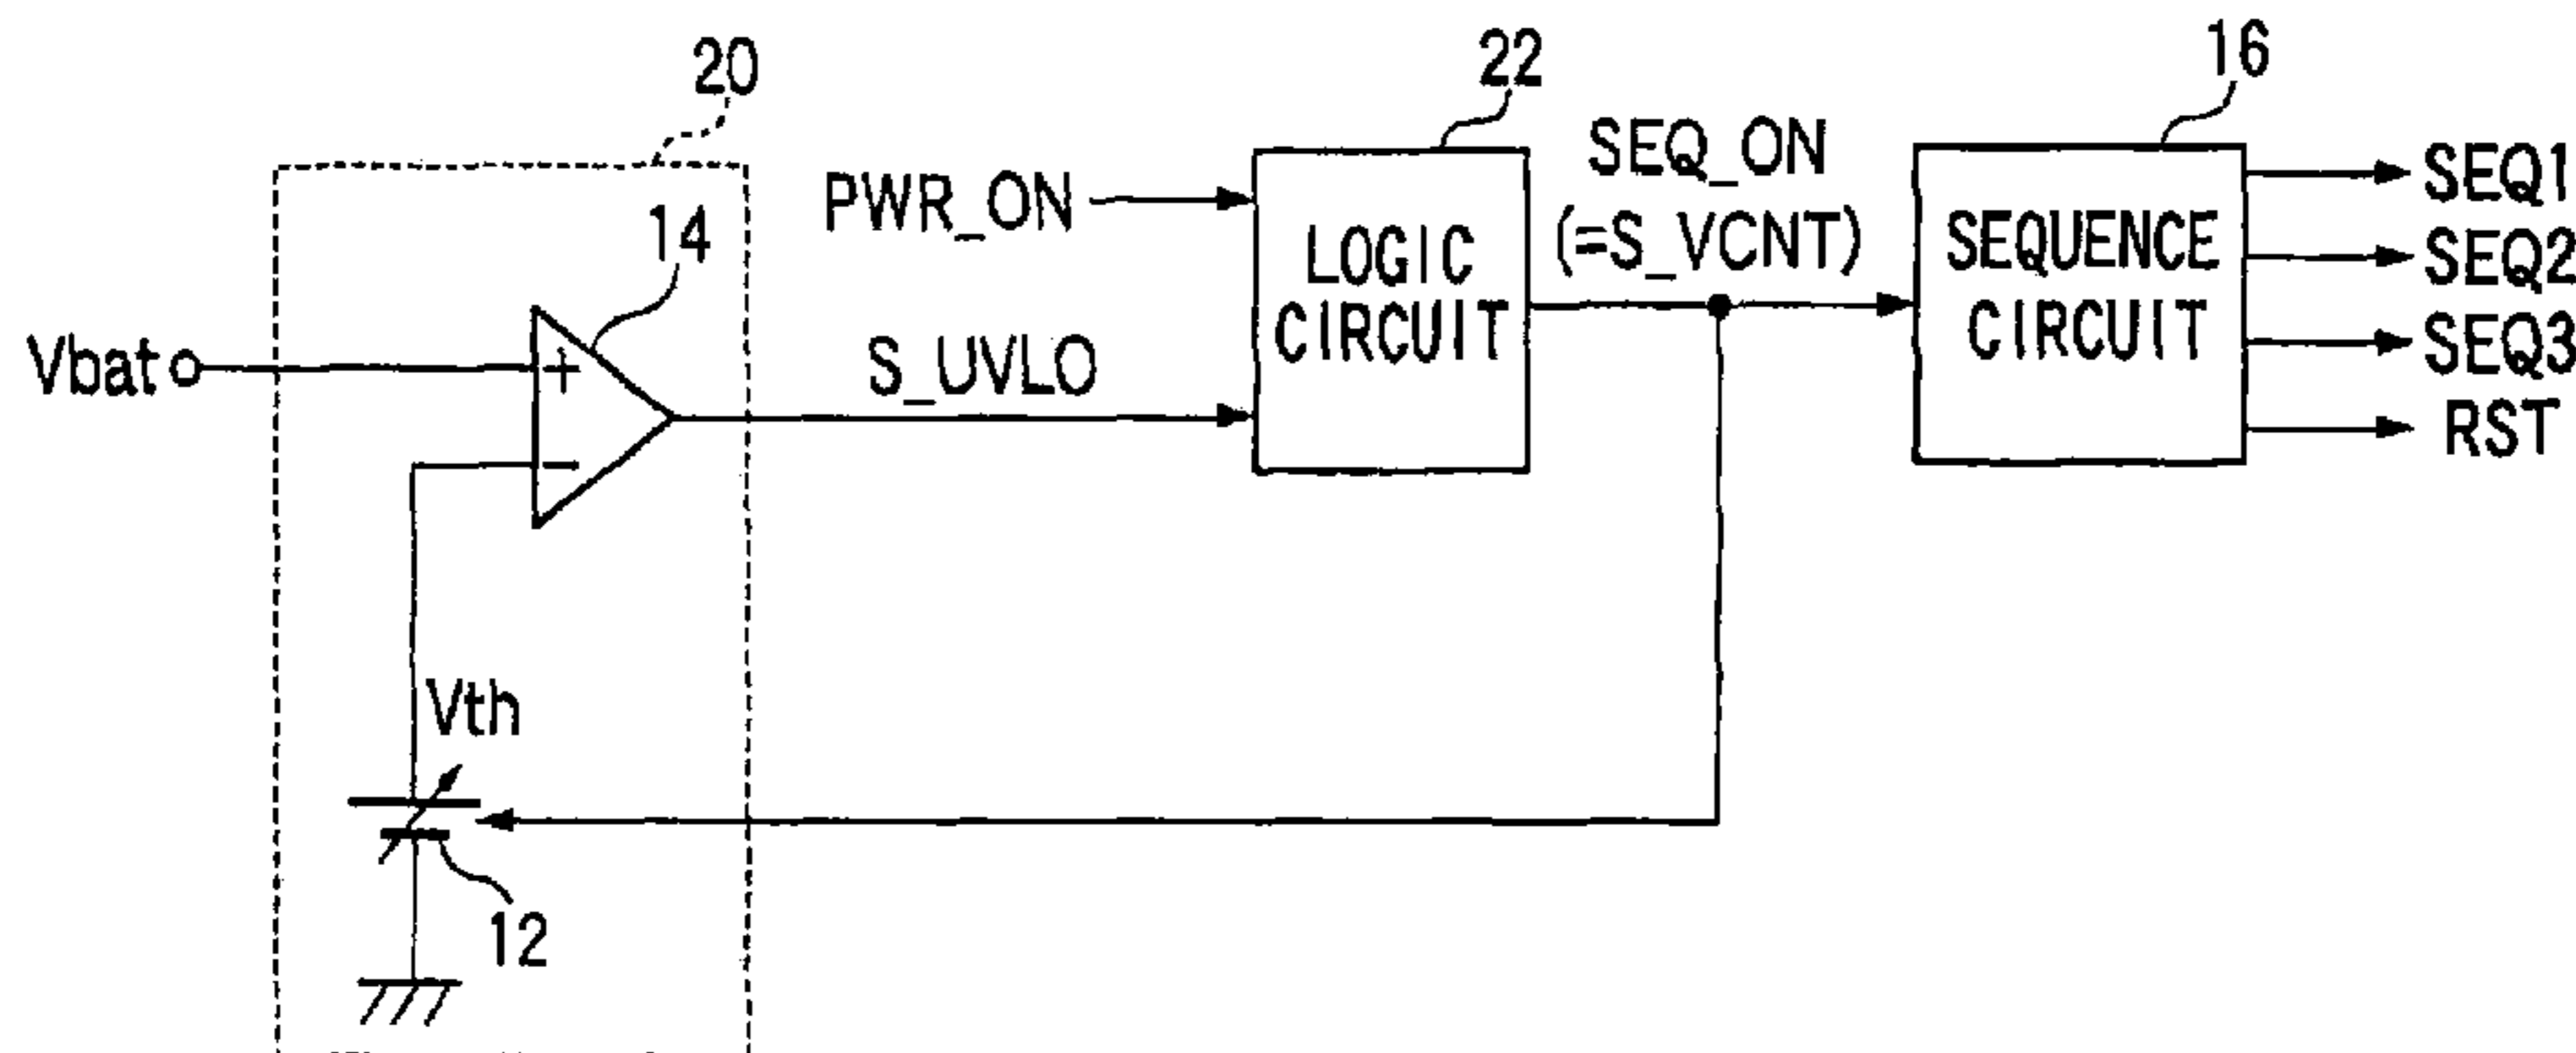 20
22
16
14
PWR_ON
SEQ_ON
(=S_VCNT)
LOGIC
CIRCUIT
SEQUENCE
CIRCUIT
SEQ1
SEQ2
SEQ3
RST
Vbat
+
S_UVLO
−
Vth
12